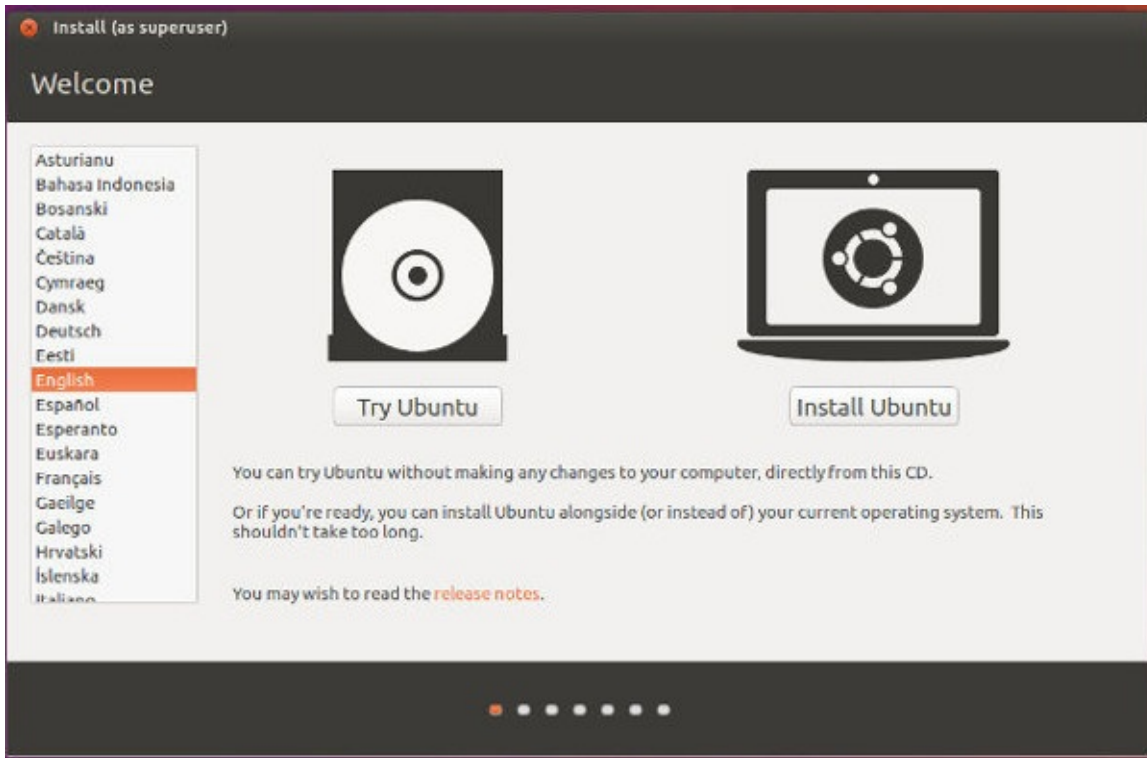 Install (as superuser)
Welcome
Asturianu
Bahasa Indonesia
Bosanski
Català
Čeština
Cymraeg
Dansk
Deutsch
Eesti
English
Español
Esperanto
Euskara
Français
Gaeilge
Galego
Hrvatski
Íslenska
Italiano
Try Ubuntu
Install Ubuntu
You can try Ubuntu without making any changes to your computer, directly from this CD.
Or if you're ready, you can install Ubuntu alongside (or instead of) your current operating system. This
shouldn't take too long.
You may wish to read the release notes.